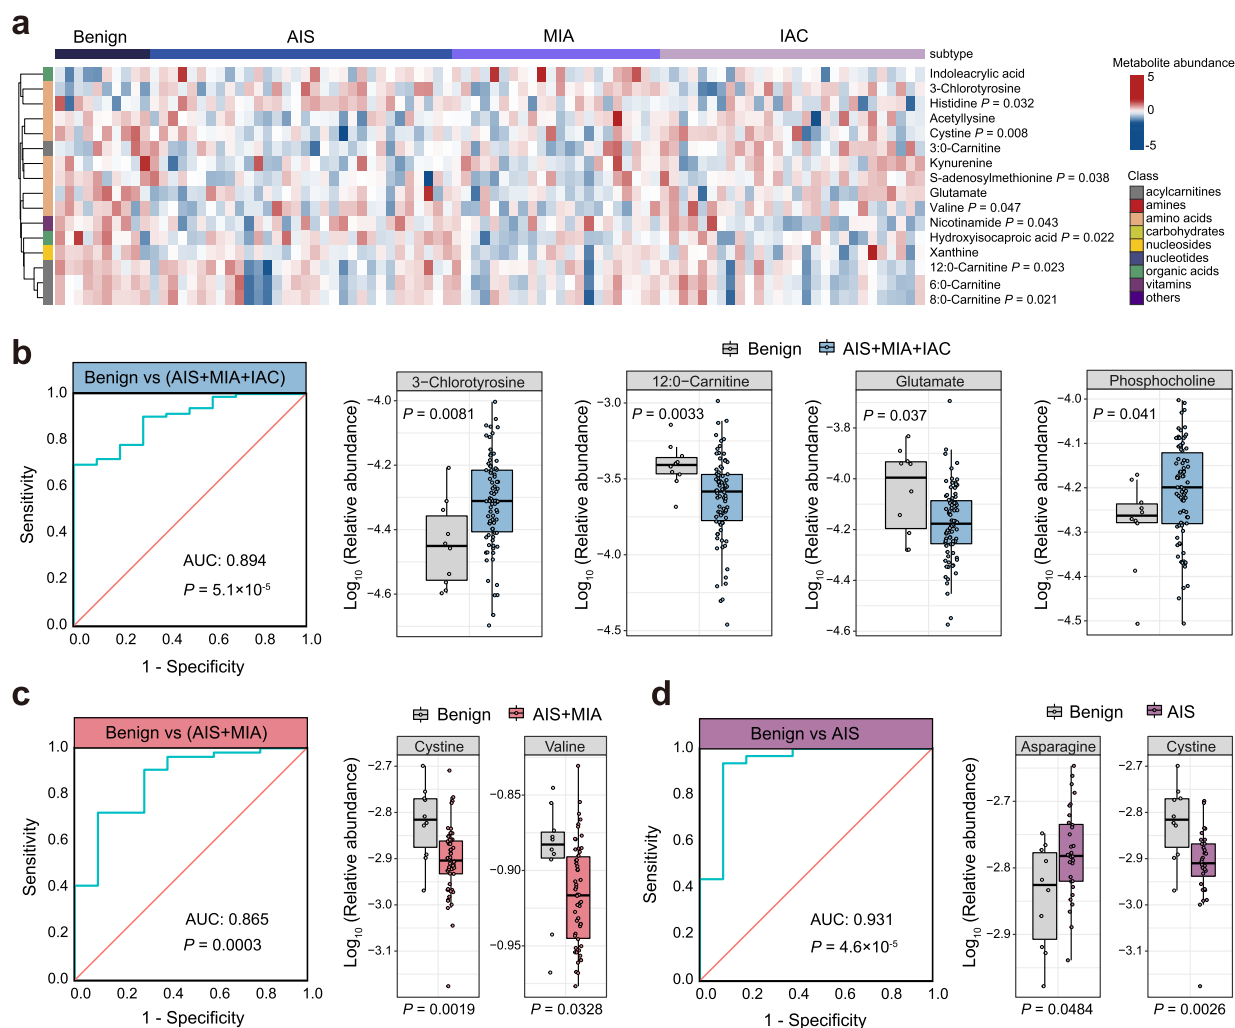 a
Benign AIS MIA IAC
subtype
Indoleacrylic acid
3-Chlorotyrosine
Histidine P = 0.032
Acetyllysine
Cystine P = 0.008
3:0-Carnitine
Kynurenine
S-adenosylmethionine P = 0.038
Glutamate
Valine P = 0.047
Nicotinamide P = 0.043
Hydroxyisocaproic acid P = 0.022
Xanthine
12:0-Carnitine P = 0.023
6:0-Carnitine
8:0-Carnitine P = 0.021
Metabolite abundance
5
0
-5
Class
acylcarnitines
amines
amino acids
carbohydrates
nucleosides
nucleotides
organic acids
vitamins
others
b
Benign AIS+MIA+IAC
Benign vs (AIS+MIA+IAC)
1.0
0.8
0.6
0.4
0.2
0.0
Sensitivity
AUC: 0.894
P = 5.1×10-5
0.0 0.2 0.4 0.6 0.8 1.0
1 - Specificity
3−Chlorotyrosine
P = 0.0081
Log10 (Relative abundance)
−4.0
−4.2
−4.4
−4.6
12:0−Carnitine
P = 0.0033
Log10 (Relative abundance)
−3.0
−3.5
−4.0
−4.5
Glutamate
P = 0.037
Log10 (Relative abundance)
−3.8
−4.0
−4.2
−4.4
−4.6
Phosphocholine
P = 0.041
Log10 (Relative abundance)
−4.0
−4.1
−4.2
−4.3
−4.4
−4.5
c
Benign vs (AIS+MIA)
1.0
0.8
0.6
0.4
0.2
0.0
Sensitivity
AUC: 0.865
P = 0.0003
0.0 0.2 0.4 0.6 0.8 1.0
1 - Specificity
Benign AIS+MIA
Cystine
Log10 (Relative abundance)
−2.7
−2.8
−2.9
−3.0
−3.1
P = 0.0019
Valine
−0.85
−0.90
−0.95
P = 0.0328
d
Benign vs AIS
1.0
0.8
0.6
0.4
0.2
0.0
Sensitivity
AUC: 0.931
P = 4.6×10-5
0.0 0.2 0.4 0.6 0.8 1.0
1 - Specificity
Benign AIS
Asparagine
Log10 (Relative abundance)
−2.7
−2.8
−2.9
P = 0.0484
Cystine
−2.7
−2.8
−2.9
−3.0
−3.1
P = 0.0026